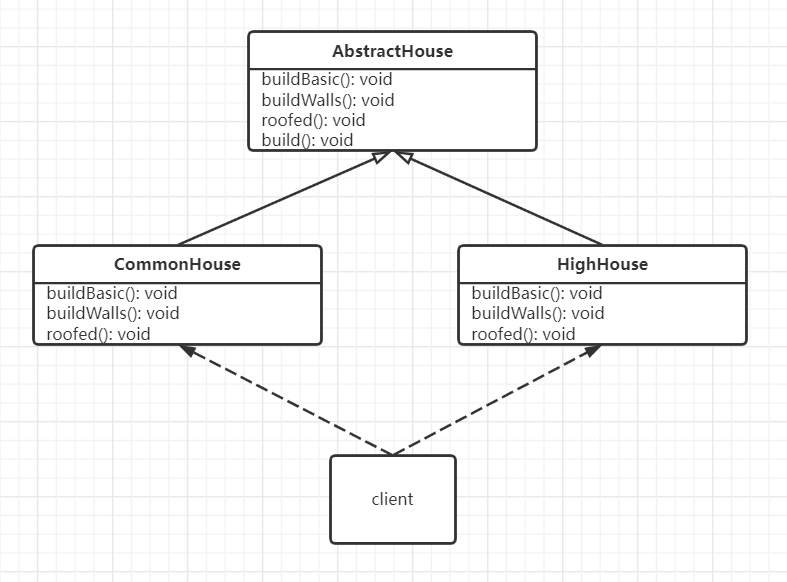 AbstractHouse
buildBasic(): void
buildWalls(): void
roofed(): void
build(): void
CommonHouse
buildBasic(): void
buildWalls(): void
roofed(): void
HighHouse
buildBasic(): void
buildWalls(): void
roofed(): void
client